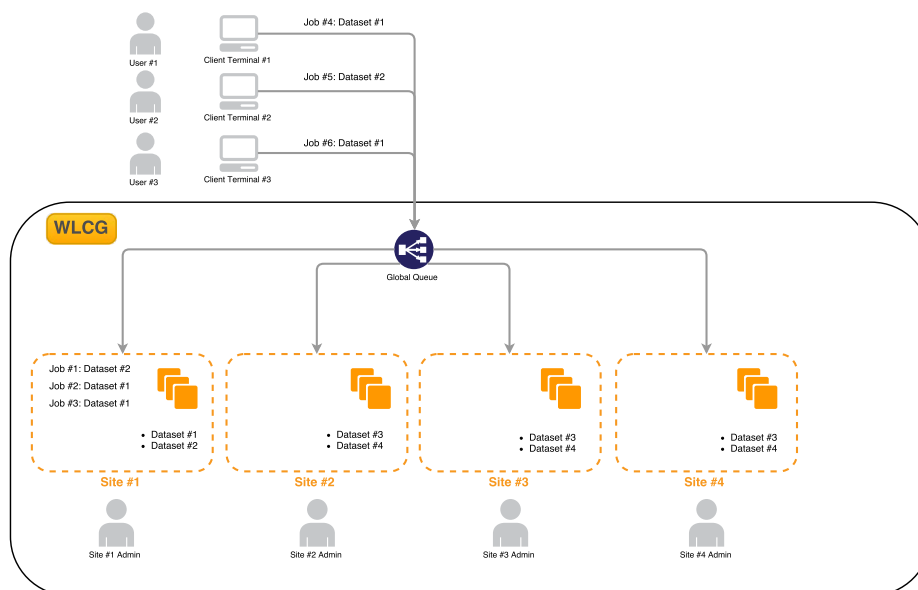 Job #4: Dataset #1
User #1
Client Terminal #1
Job #5: Dataset #2
User #2
Client Terminal #2
Job #6: Dataset #1
User #3
Client Terminal #3
WLCG
Global Queue
Job #1: Dataset #2
Job #2: Dataset #1
Job #3: Dataset #1
• Dataset #1
• Dataset #2
Site #1
Site #1 Admin
• Dataset #3
• Dataset #4
Site #2
Site #2 Admin
• Dataset #3
• Dataset #4
Site #3
Site #3 Admin
• Dataset #3
• Dataset #4
Site #4
Site #4 Admin